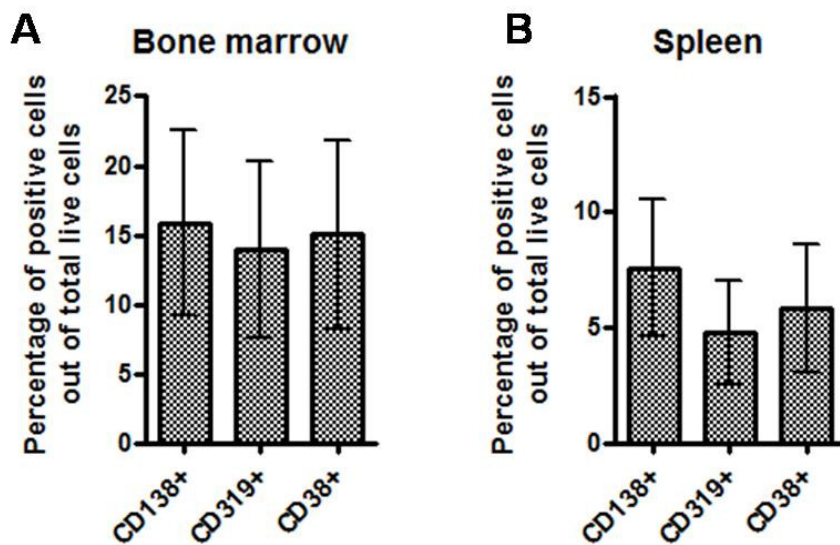 A
Bone marrow
Percentage of positive cells
out of total live cells
25
20
15
10
5
0
CD138+
CD319+
CD38+
B
Spleen
Percentage of positive cells
out of total live cells
15
10
5
0
CD138+
CD319+
CD38+